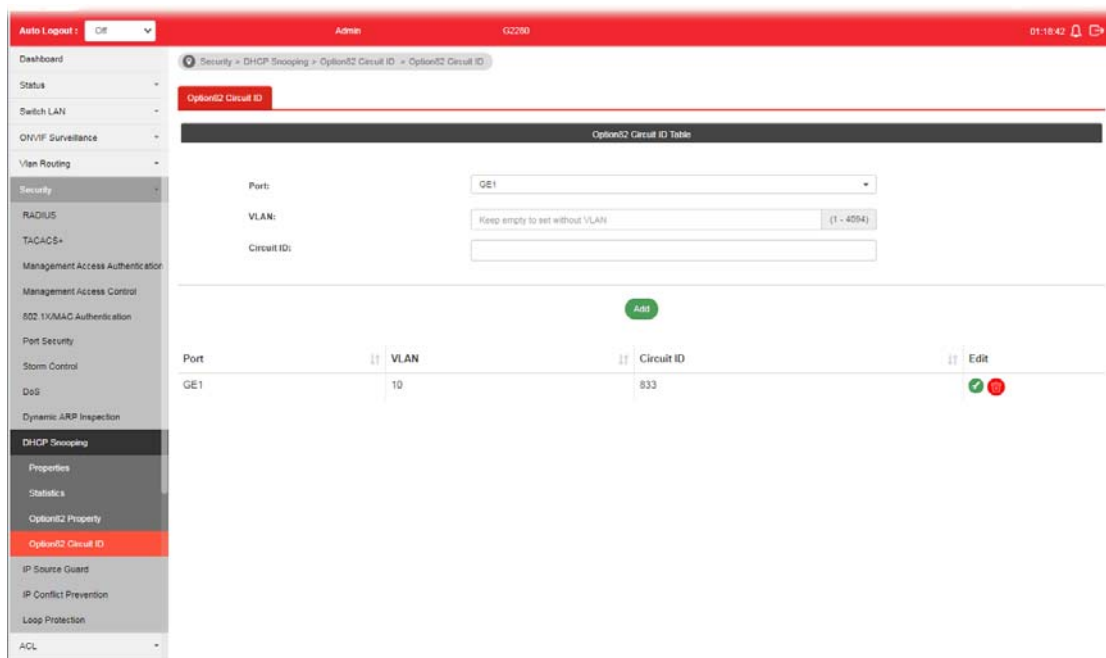 Auto Logout : Off Admin G2280 01:16:42
Dashboard
Status
Switch LAN
ONVIF Surveillance
Vlan Routing
Security
RADIUS
TACACS+
Management Access Authentication
Management Access Control
802.1X/MAC Authentication
Port Security
Storm Control
DoS
Dynamic ARP Inspection
DHCP Snooping
Properties
Statistics
Option82 Property
Option82 Circuit ID
IP Source Guard
IP Conflict Prevention
Loop Protection
ACL
Security > DHCP Snooping > Option82 Circuit ID > Option82 Circuit ID
Option82 Circuit ID
Option82 Circuit ID Table
Port: GE1
VLAN: Keep empty to set without VLAN (1 - 4094)
Circuit ID:
Add
Port VLAN Circuit ID Edit
GE1 10 833